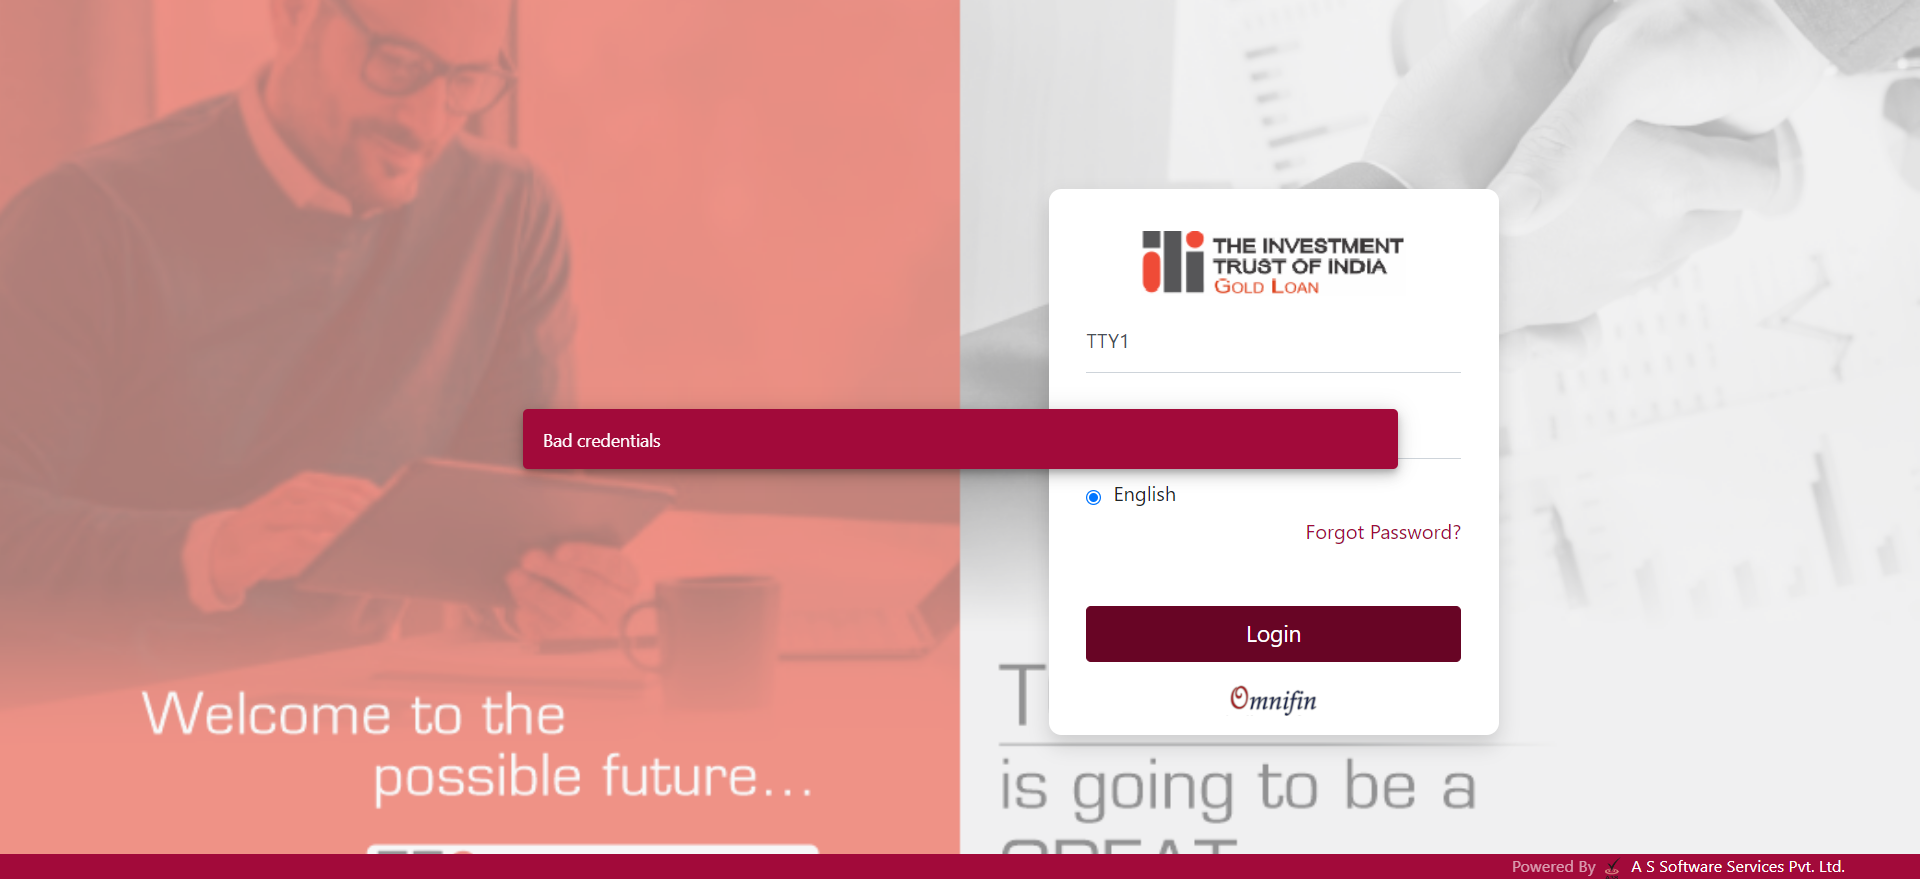 THE INVESTMENT
TRUST OF INDIA
GOLD LOAN
TTY1
Bad credentials
English
Forgot Password?
Login
Omnifin
Welcome to the
possible future...
T
is going to be a
GREAT
Powered By A S Software Services Pvt. Ltd.